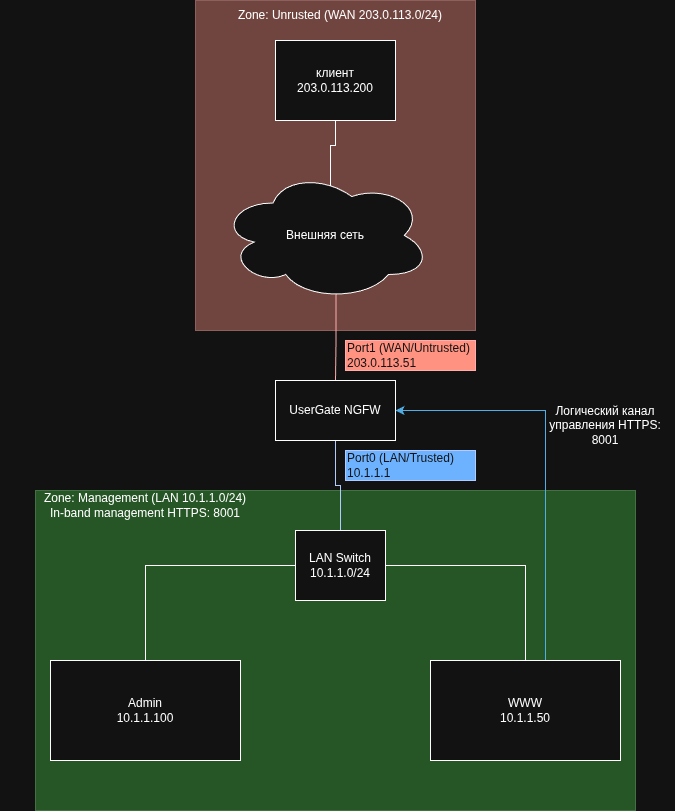 Zone: Unrusted (WAN 203.0.113.0/24)
клиент
203.0.113.200
Внешняя сеть
Port1 (WAN/Untrusted)
203.0.113.51
UserGate NGFW
Логический канал
управления HTTPS:
8001
Port0 (LAN/Trusted)
10.1.1.1
Zone: Management (LAN 10.1.1.0/24)
In-band management HTTPS: 8001
LAN Switch
10.1.1.0/24
Admin
10.1.1.100
WWW
10.1.1.50